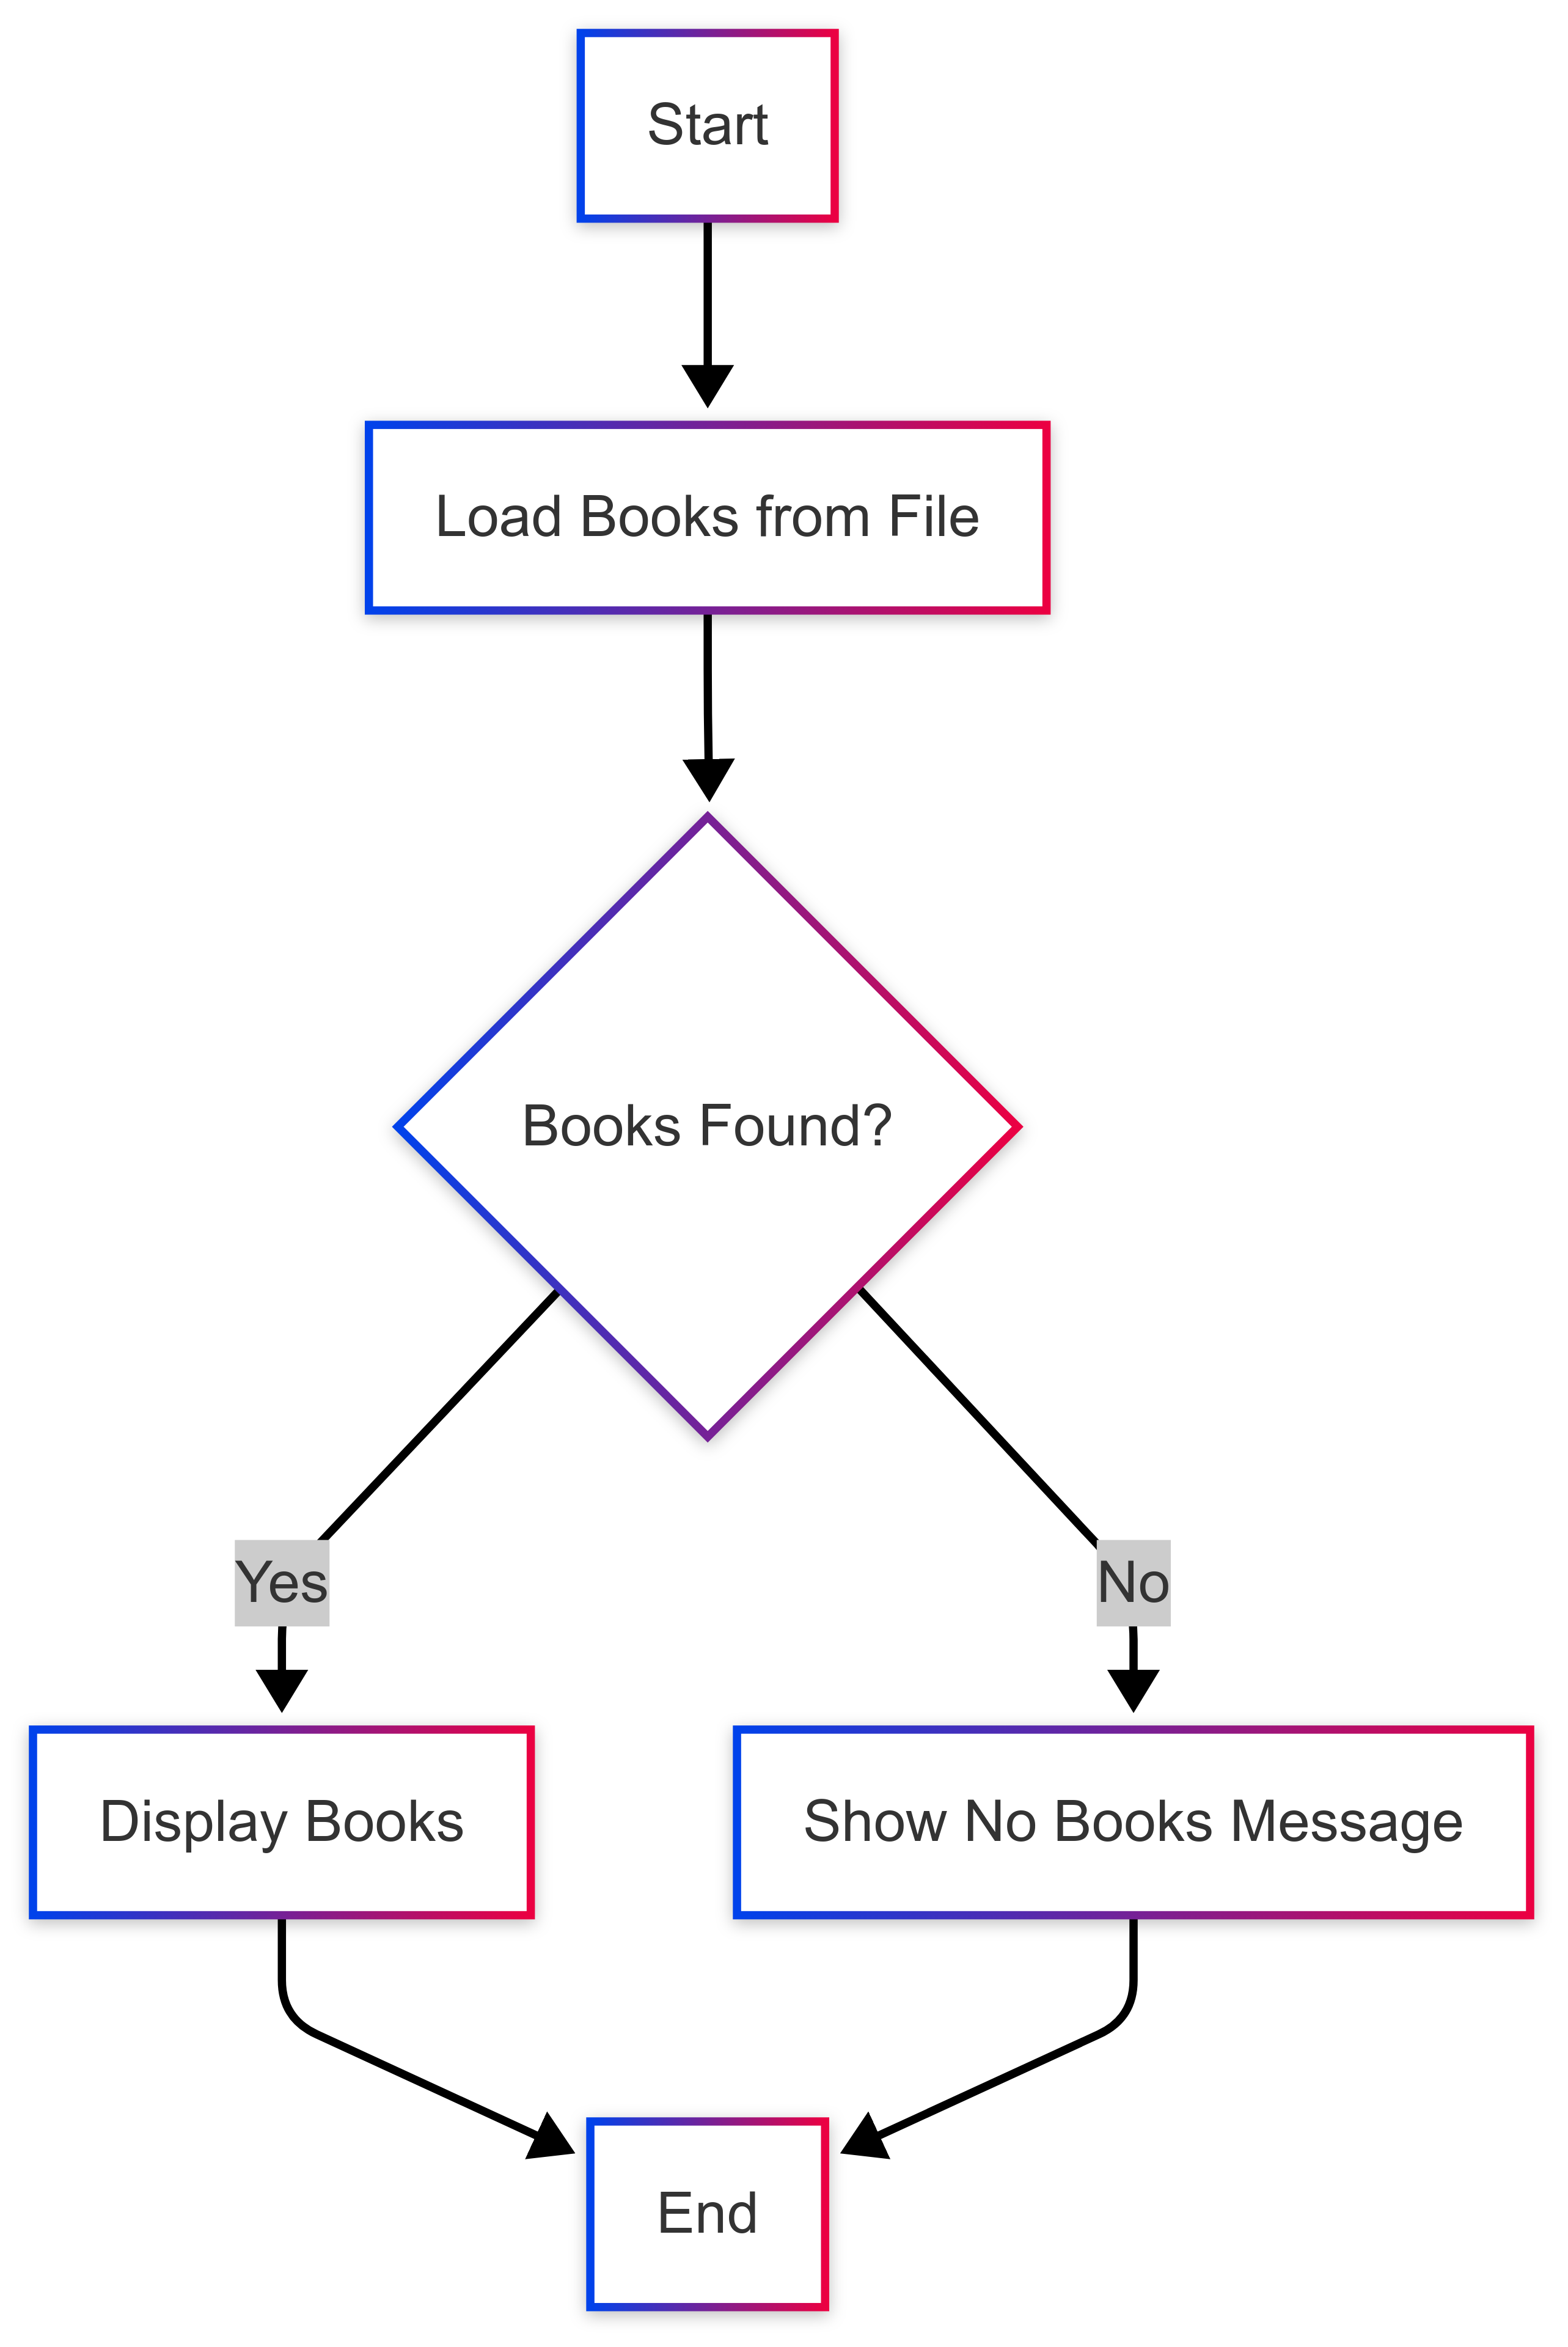 Start
Load Books from File
Books Found?
Yes
No
Display Books
Show No Books Message
End